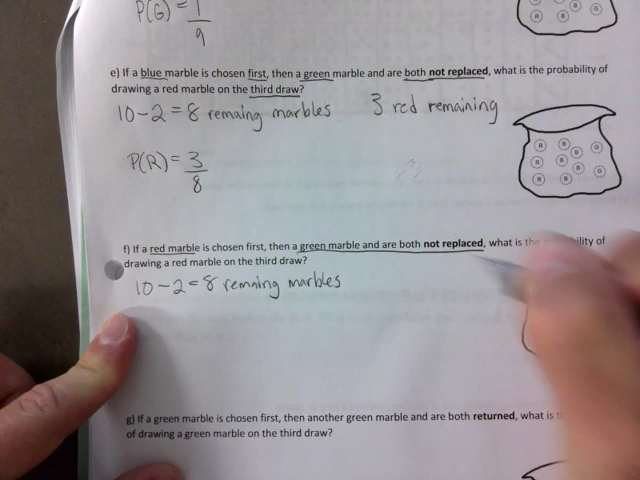 P(G) = 1
9
e) If a blue marble is chosen first, then a green marble and are both not replaced, what is the probability of
drawing a red marble on the third draw?
10 - 2 = 8 remaing marbles 3 red remaining
P(R) = 3
8
f) If a red marble is chosen first, then a green marble and are both not replaced, what is the of
drawing a red marble on the third draw?
10 - 2 = 8 remaing marbles
g) If a green marble is chosen first, then another green marble and are both returned, what is
of drawing a green marble on the third draw?